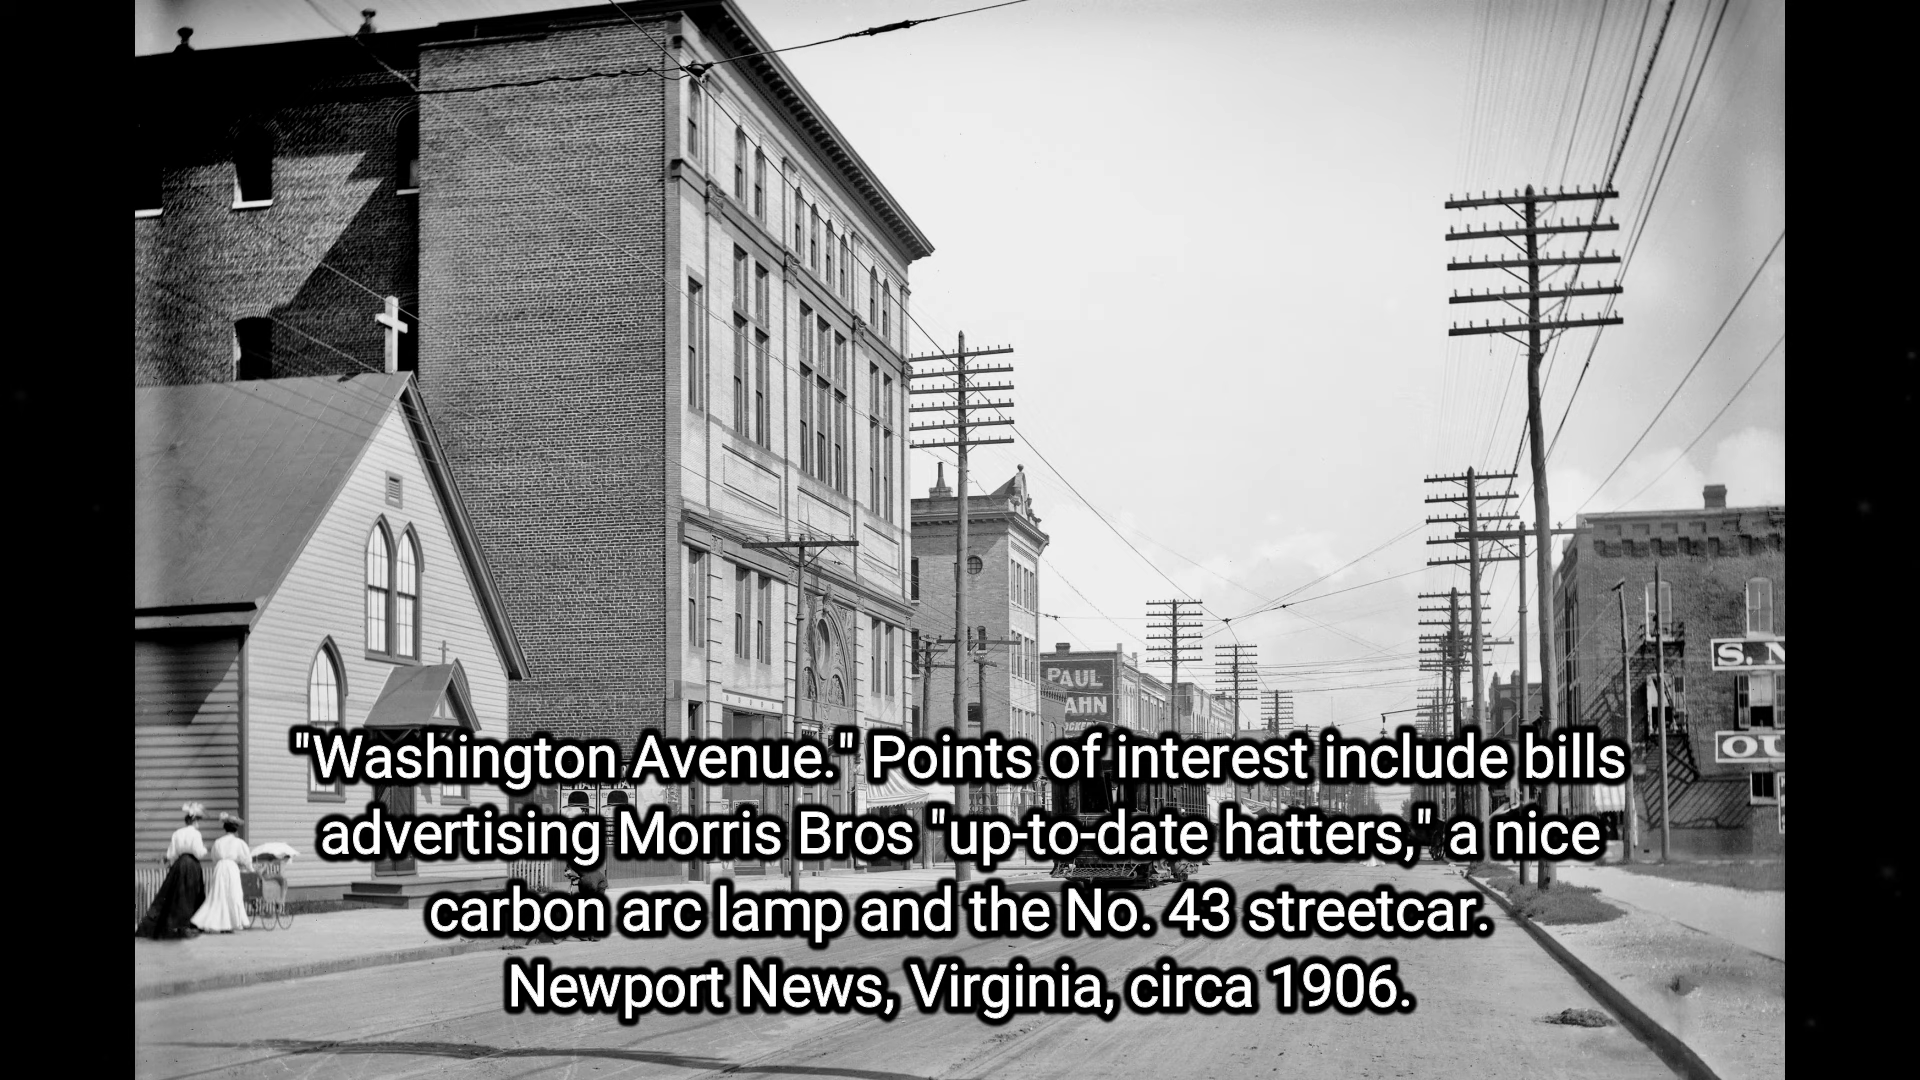 PAUL
AHN
S. N
OU
"Washington Avenue." Points of interest include bills
advertising Morris Bros "up-to-date hatters," a nice
carbon arc lamp and the No. 43 streetcar.
Newport News, Virginia, circa 1906.